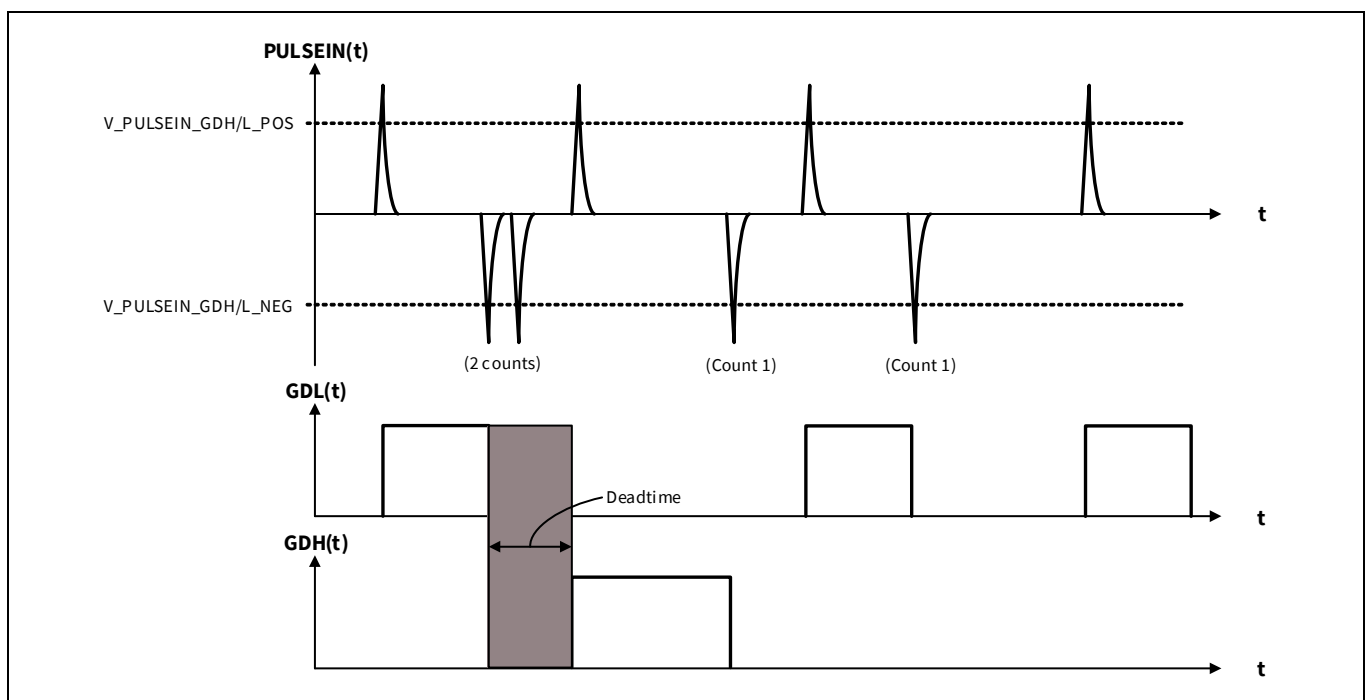 PULSEIN(t)
V_PULSEIN_GDH/L_POS
t
V_PULSEIN_GDH/L_NEG
(2 counts)
(Count 1)
(Count 1)
GDL(t)
Deadtime
t
GDH(t)
t